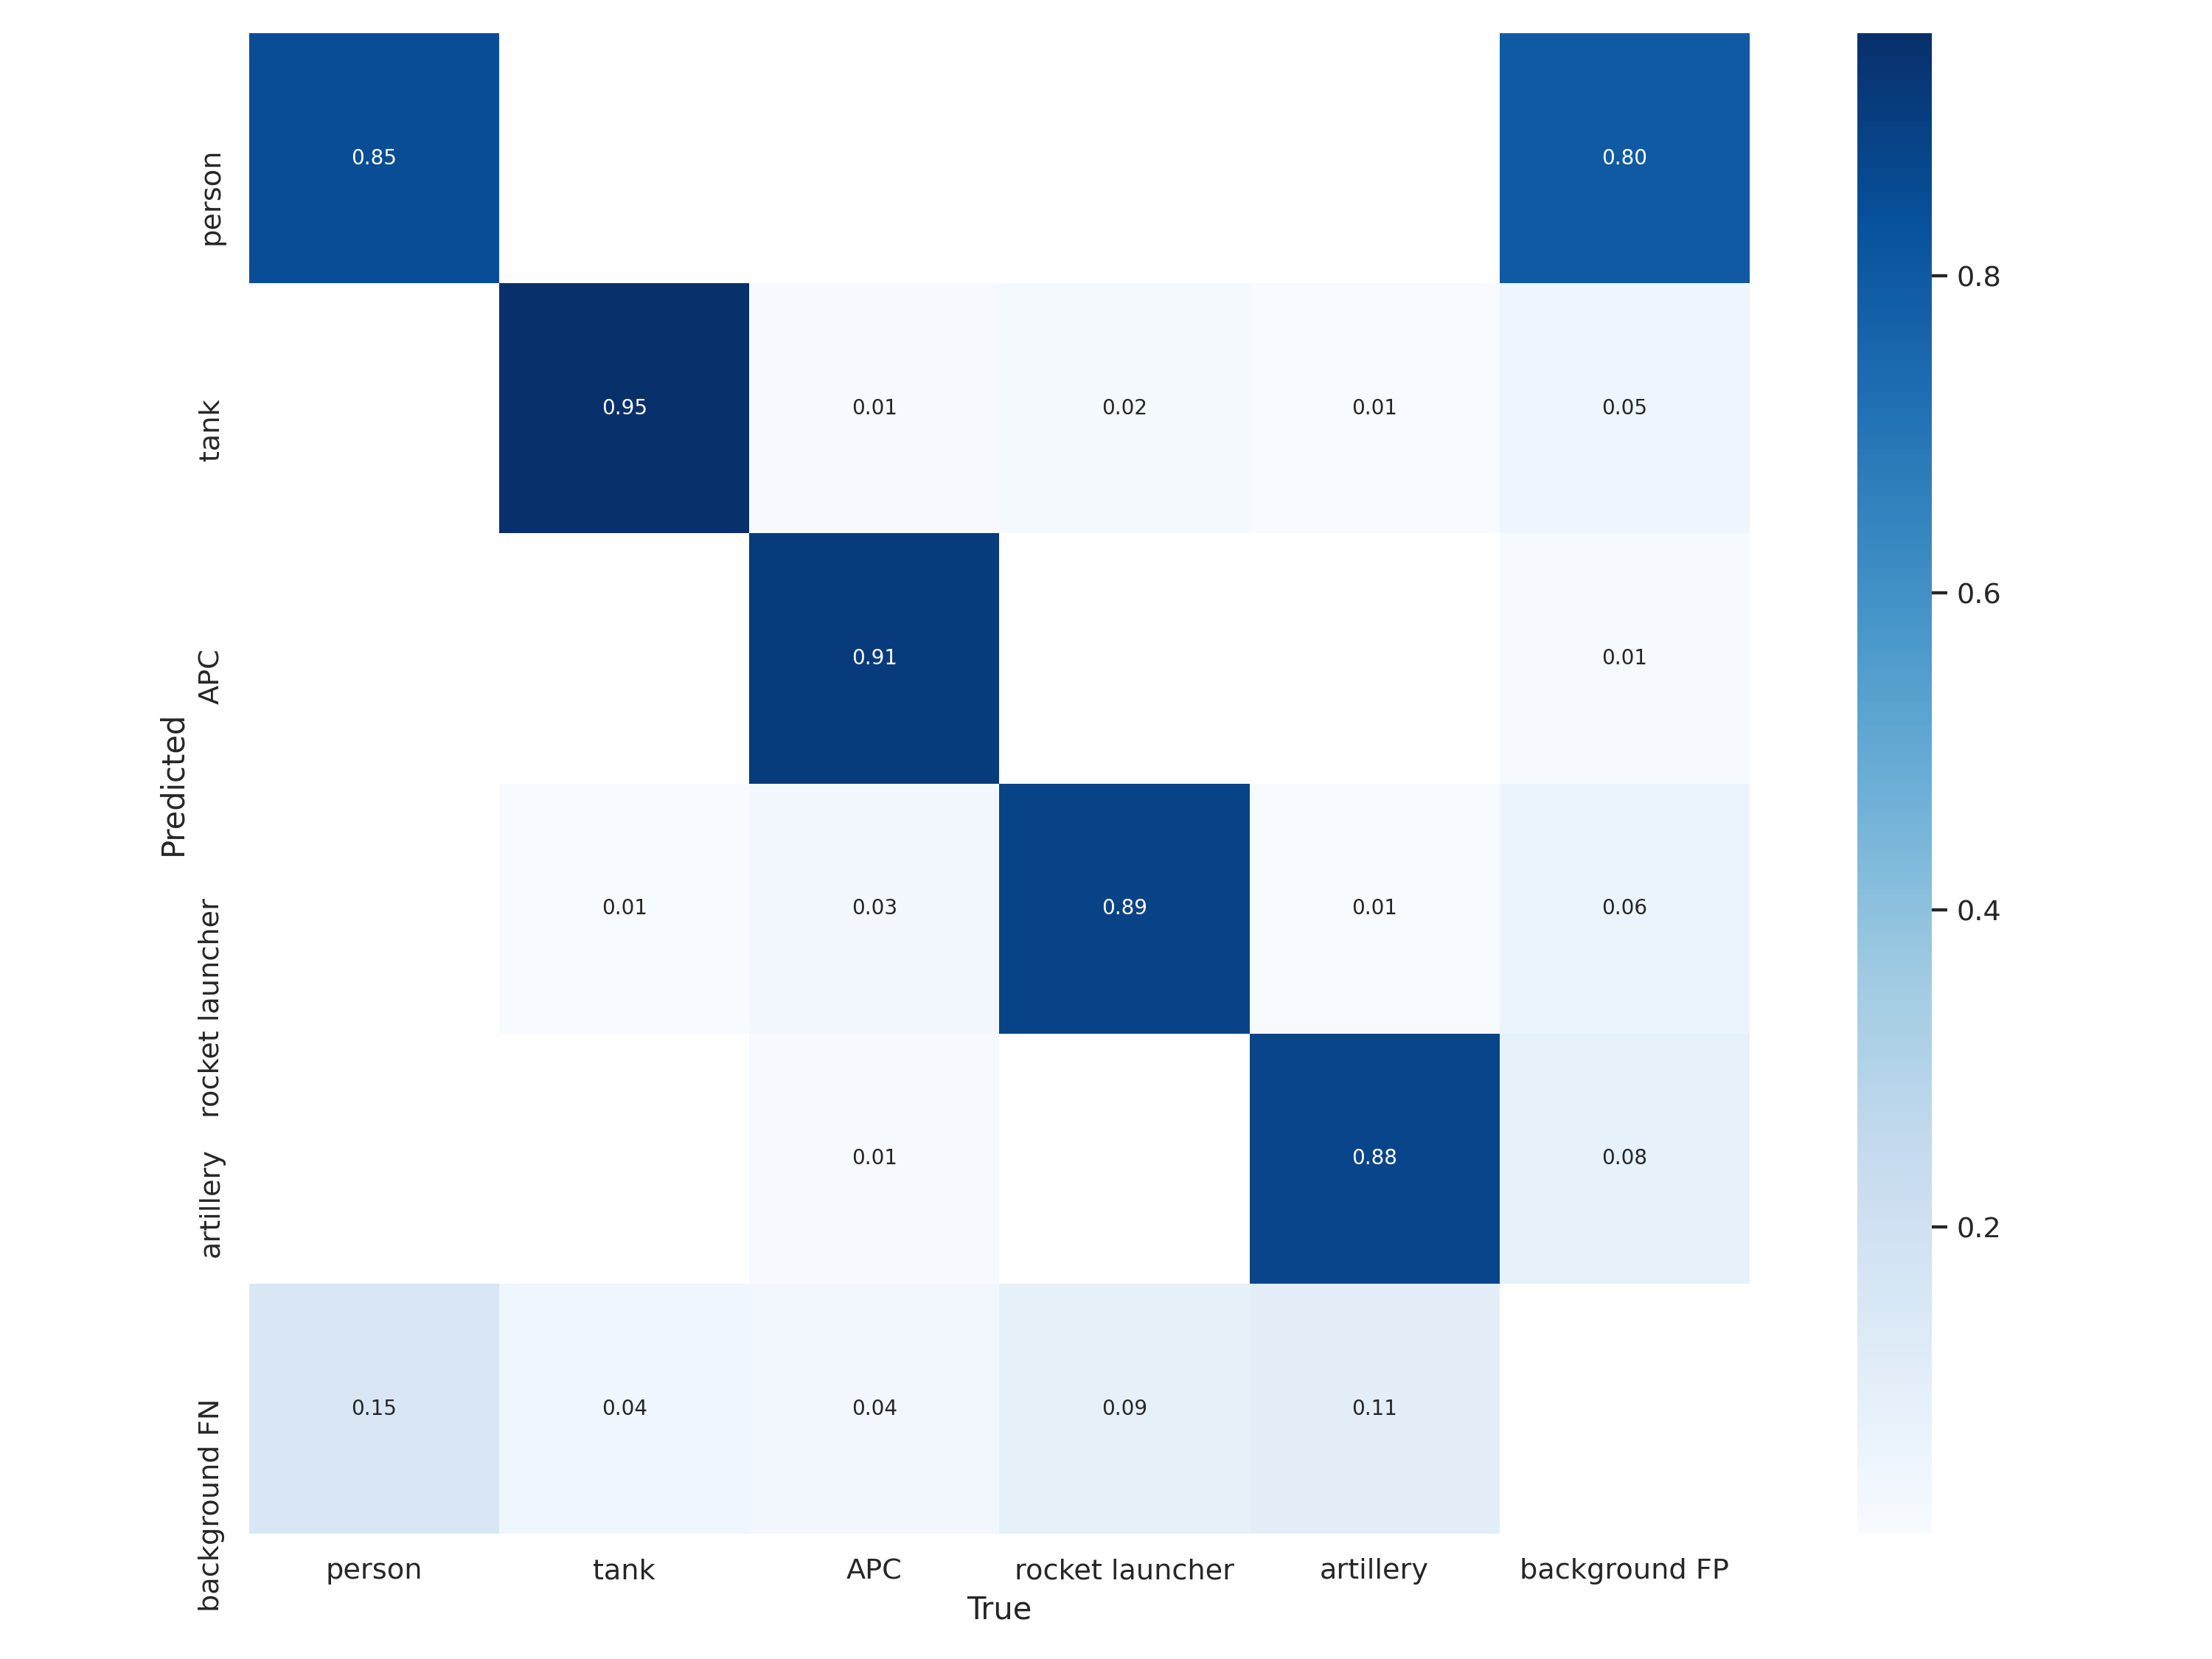 person
0.85
0.80
0.8
tank
0.95
0.01
0.02
0.01
0.05
0.6
APC
0.91
0.01
Predicted
0.4
rocket launcher
0.01
0.03
0.89
0.01
0.06
artillery
0.01
0.88
0.08
0.2
background FN
0.15
0.04
0.04
0.09
0.11
person
tank
APC
rocket launcher
artillery
background FP
True